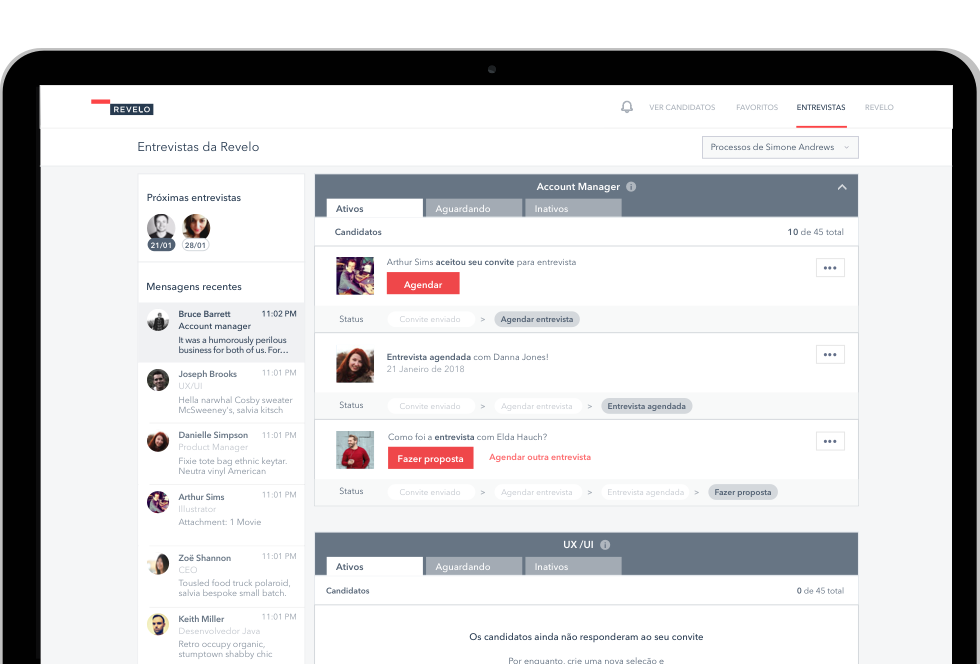 REVELO
VER CANDIDATOS
FAVORITOS
ENTREVISTAS
REVELO
Entrevistas da Revelo
Processos de Simone Andrews
Próximas entrevistas
21/01
28/01
Mensagens recentes
Bruce Barrett 11:02 PM
Account manager
It was a humorously perilous
business for both of us. For…
Joseph Brooks 11:01 PM
UX/UI
Hella narwhal Cosby sweater
McSweeney's, salvia kitsch
Danielle Simpson 11:01 PM
Product Manager
Fixie tote bag ethnic keytar.
Neutra vinyl American
Arthur Sims 11:01 PM
Illustrator
Attachment: 1 Movie
Zoë Shannon 11:01 PM
CEO
Tousled food truck polaroid,
salvia bespoke small batch.
Keith Miller 11:01 PM
Desenvolvedor Java
Retro occupy organic,
stumptown shabby chic
Account Manager i
Ativos
Aguardando
Inativos
Candidatos
10 de 45 total
Arthur Sims aceitou seu convite para entrevista
Agendar
Status
Convite enviado > Agendar entrevista
Entrevista agendada com Danna Jones!
21 Janeiro de 2018
Status
Convite enviado > Agendar entrevista > Entrevista agendada
Como foi a entrevista com Elda Hauch?
Fazer proposta
Agendar outra entrevista
Status
Convite enviado > Agendar entrevista > Entrevista agendada > Fazer proposta
UX /UI i
Ativos
Aguardando
Inativos
Candidatos
0 de 45 total
Os candidatos ainda não responderam ao seu convite
Por enquanto, crie uma nova seleção e